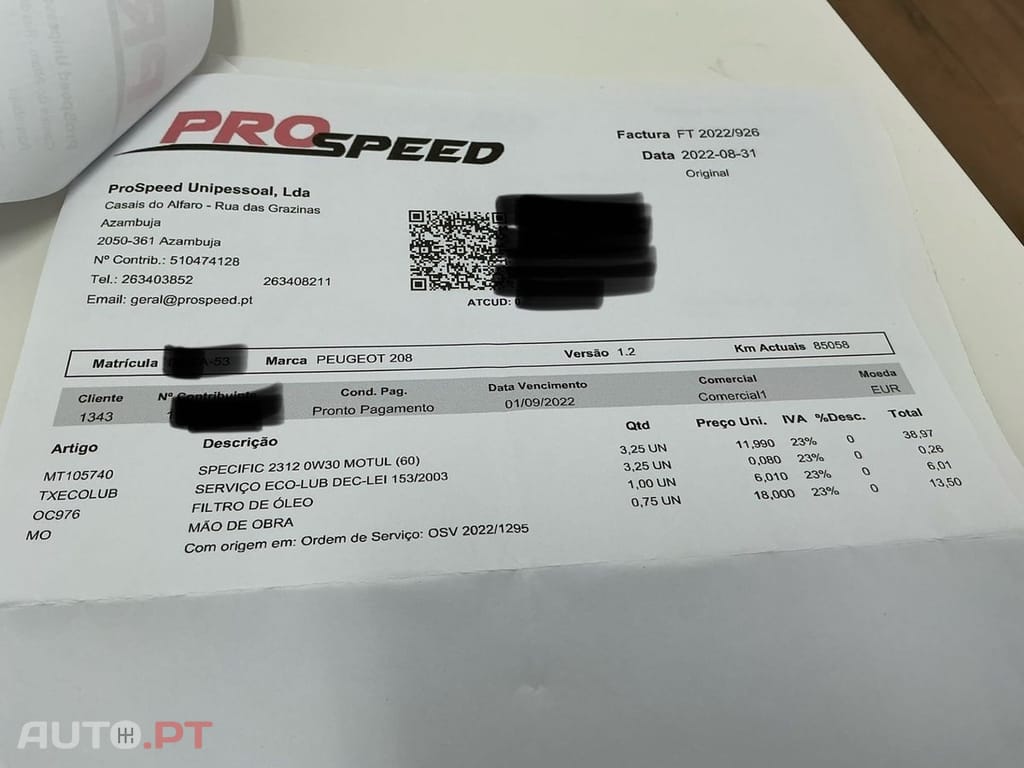 PROSPEED
Factura FT 2022/926
Data 2022-08-31
Original
ProSpeed Unipessoal, Lda
Casais do Alfaro - Rua das Grazinas
Azambuja
2050-361 Azambuja
Nº Contrib.: 510474128
Tel.: 263403852 263408211
Email: geral@prospeed.pt
ATCUD:
Matrícula Marca PEUGEOT 208 Versão 1.2 Km Actuais 85058
Cliente Nº Contribuinte Cond. Pag. Data Vencimento Comercial Moeda
1343 Pronto Pagamento 01/09/2022 Comercial1 EUR
Artigo Descrição Qtd Preço Uni. IVA %Desc. Total
MT105740 SPECIFIC 2312 0W30 MOTUL (60) 3,25 UN 11,990 23% 0 38,97
TXECOLUB SERVIÇO ECO-LUB DEC-LEI 153/2003 3,25 UN 0,080 23% 0 0,26
OC976 FILTRO DE ÓLEO 1,00 UN 6,010 23% 0 6,01
MO MÃO DE OBRA 0,75 UN 18,000 23% 0 13,50
Com origem em: Ordem de Serviço: OSV 2022/1295
AUTO.PT